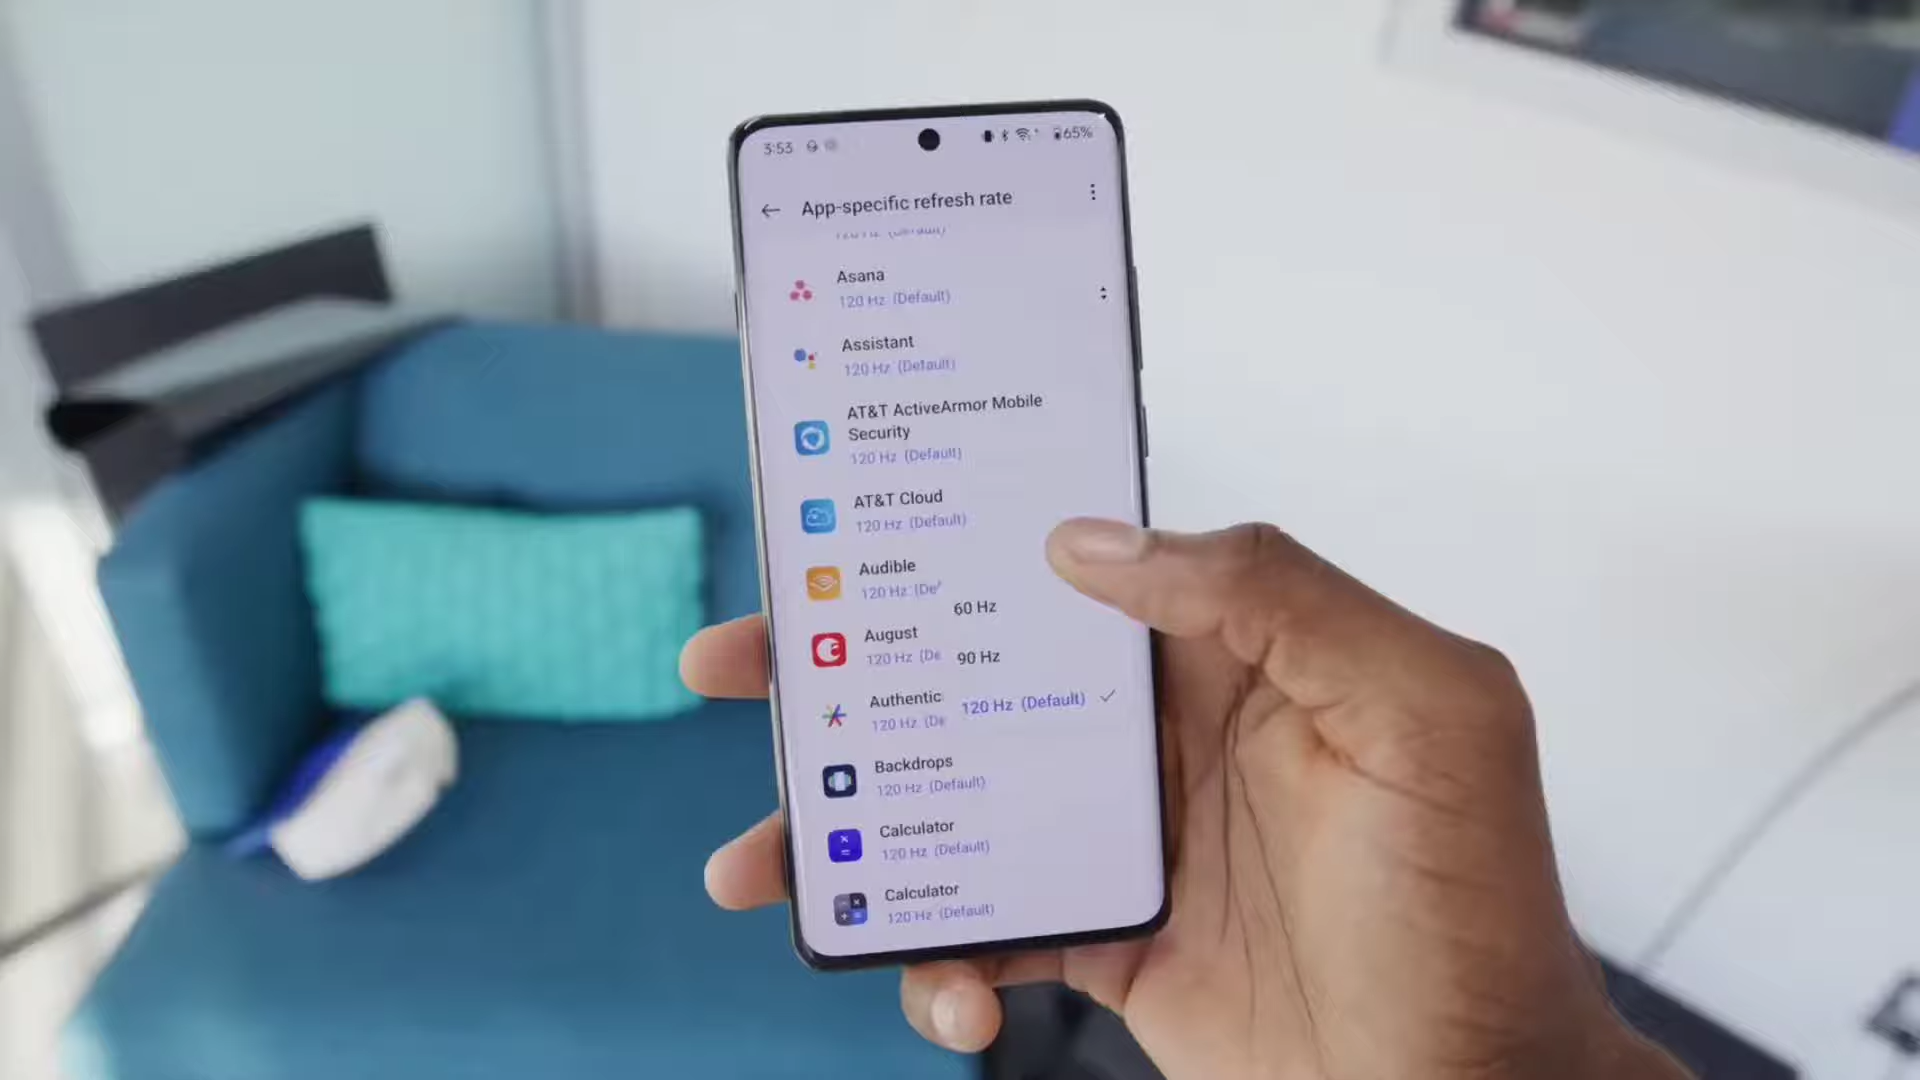 3:53
65%
App-specific refresh rate
120 Hz (Default)
Asana
120 Hz (Default)
Assistant
120 Hz (Default)
AT&T ActiveArmor Mobile
Security
120 Hz (Default)
AT&T Cloud
120 Hz (Default)
Audible
120 Hz (De
60 Hz
August
120 Hz (De
90 Hz
Authentic
120 Hz (De
120 Hz (Default)
Backdrops
120 Hz (Default)
Calculator
120 Hz (Default)
Calculator
120 Hz (Default)